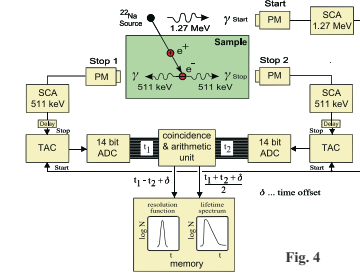 22Na
Source
1.27 MeV
γ Start
PM
SCA
1.27 MeV
Sample
e+
Stop 1
PM
γ
e−
γ Stop
511 keV
511 keV
Stop 2
PM
SCA
511 keV
SCA
511 keV
Delay
Stop
Delay
Stop
TAC
14 bit
ADC
t1
coincidence
& arithmetic
unit
t2
14 bit
ADC
TAC
Start
Start
t1 - t2 + δ
t1 + t2 + δ
2
δ ... time offset
resolution
function
lifetime
spectrum
log N
t
log N
t
memory
Fig. 4